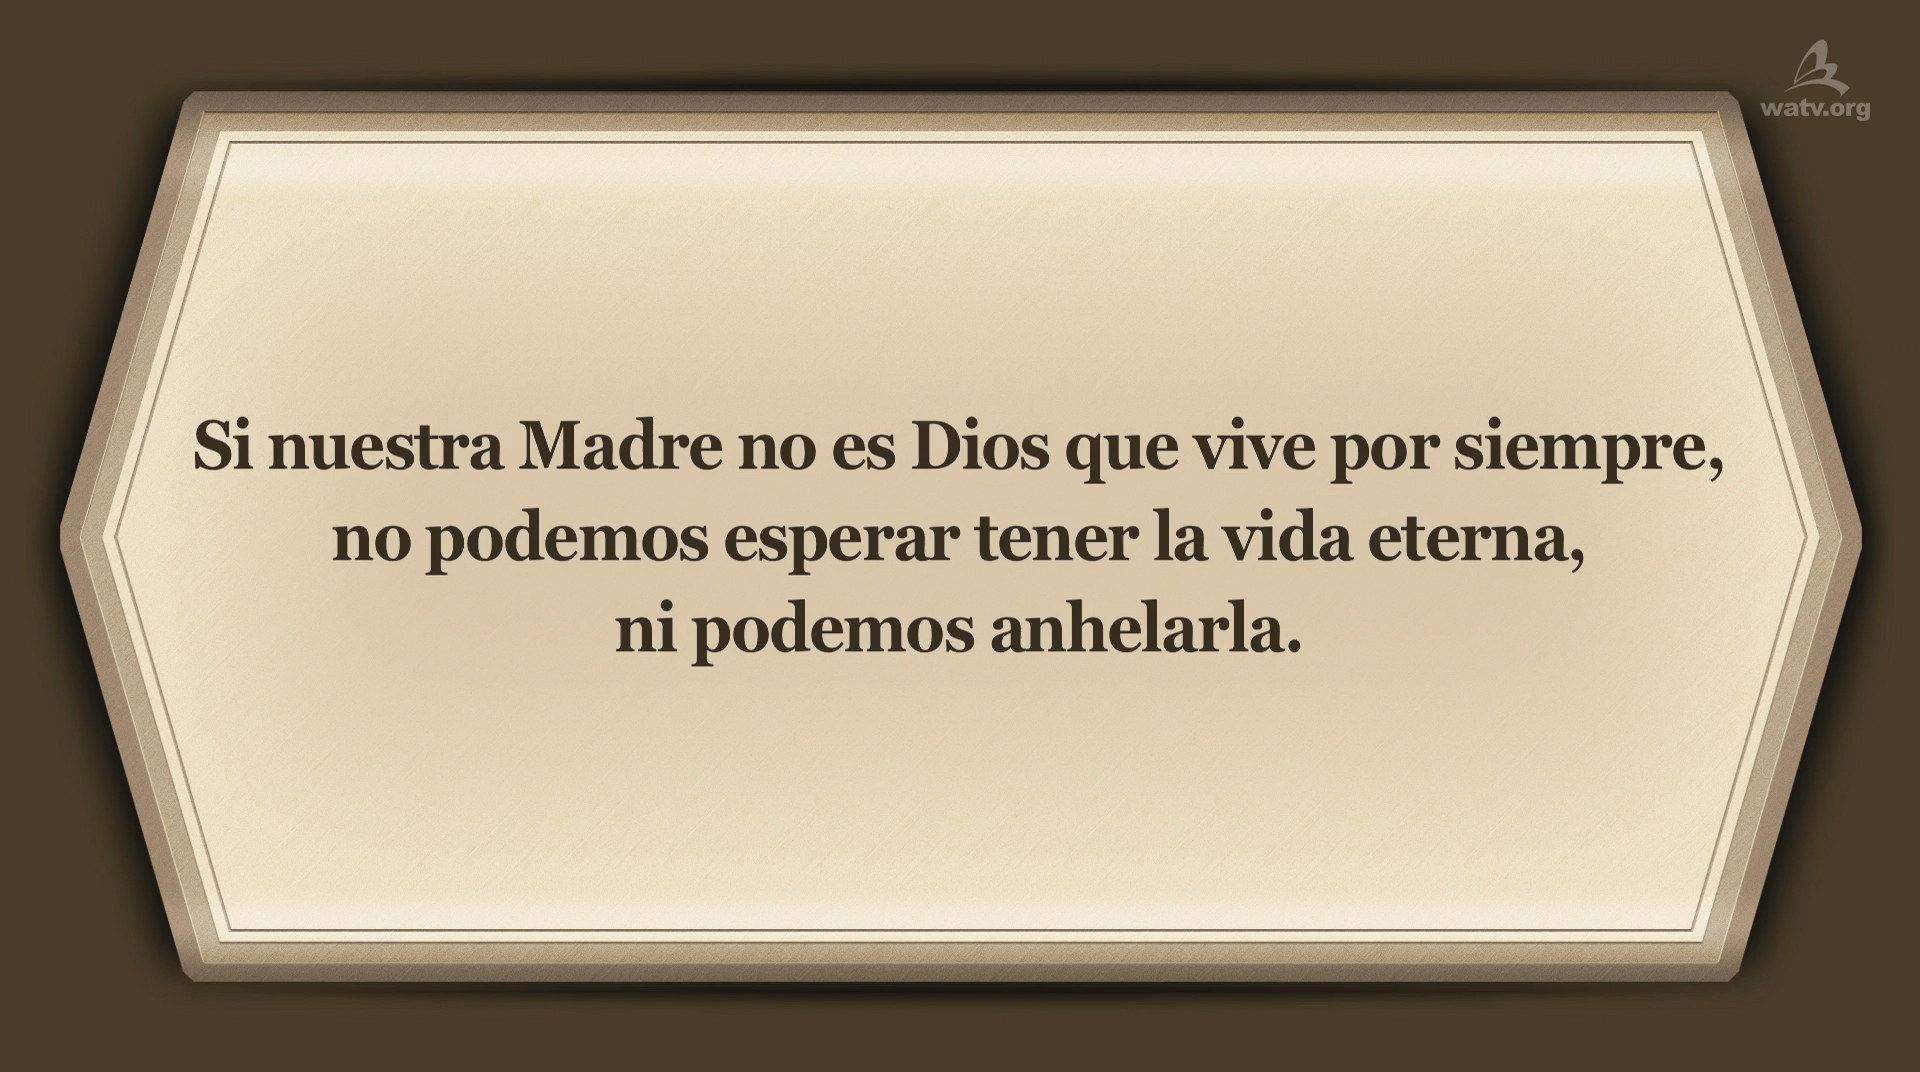 watv.org
Si nuestra Madre no es Dios que vive por siempre,
no podemos esperar tener la vida eterna,
ni podemos anhelarla.